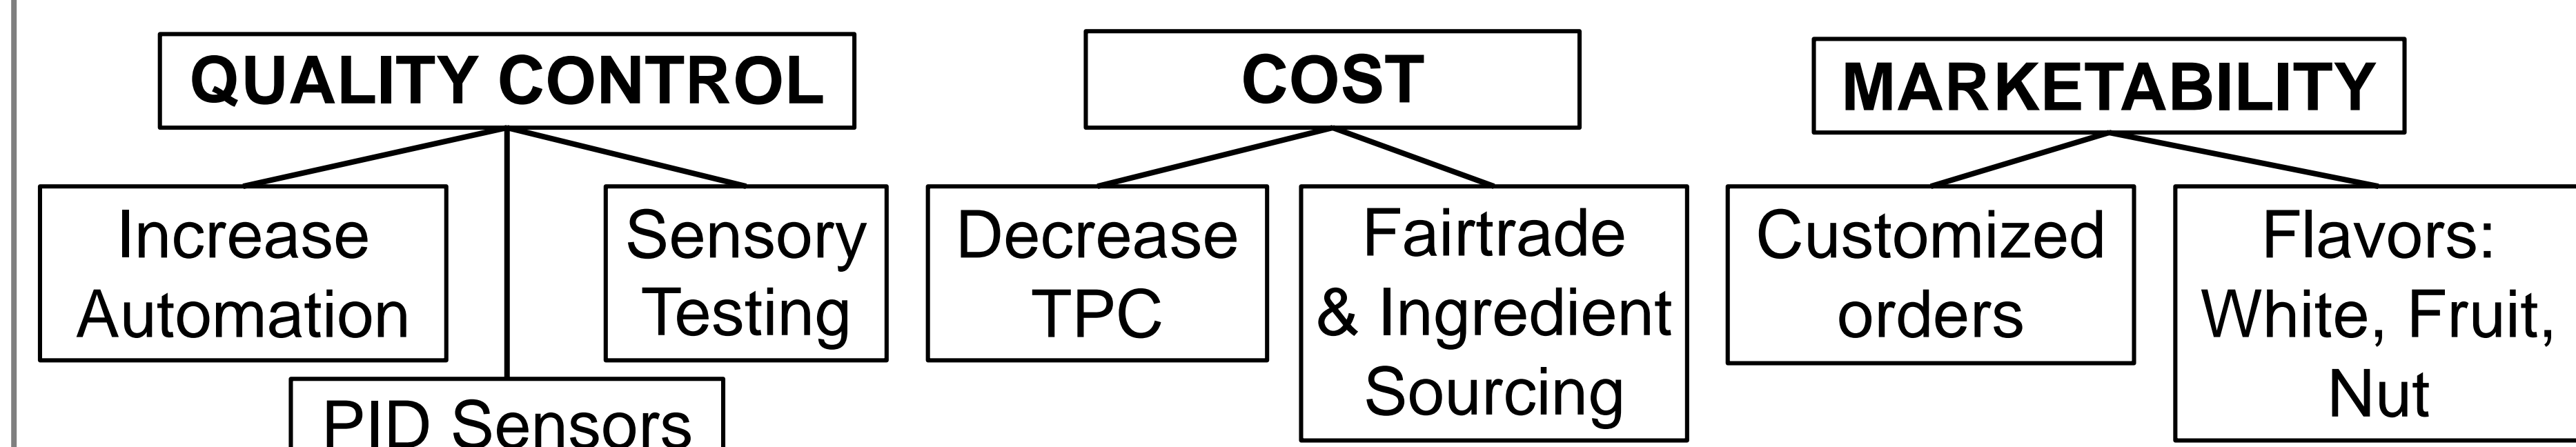 QUALITY CONTROL
Increase
Automation
Sensory
Testing
PID Sensors
COST
Decrease
TPC
Fairtrade
& Ingredient
Sourcing
MARKETABILITY
Customized
orders
Flavors:
White, Fruit,
Nut